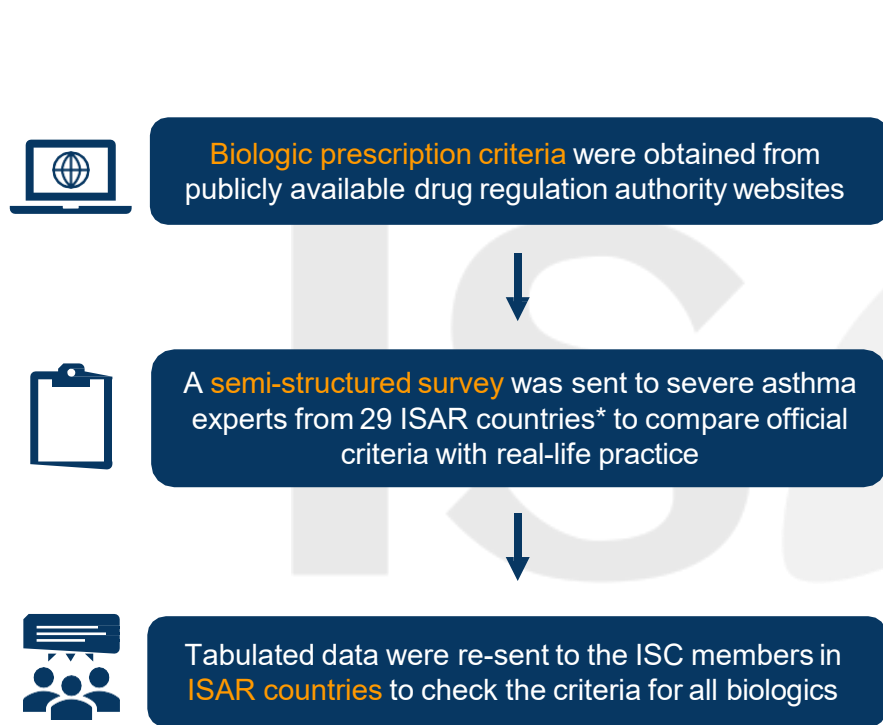 Biologic prescription criteria were obtained from
publicly available drug regulation authority websites
A semi-structured survey was sent to severe asthma
experts from 29 ISAR countries* to compare official
criteria with real-life practice
Tabulated data were re-sent to the ISC members in
ISAR countries to check the criteria for all biologics